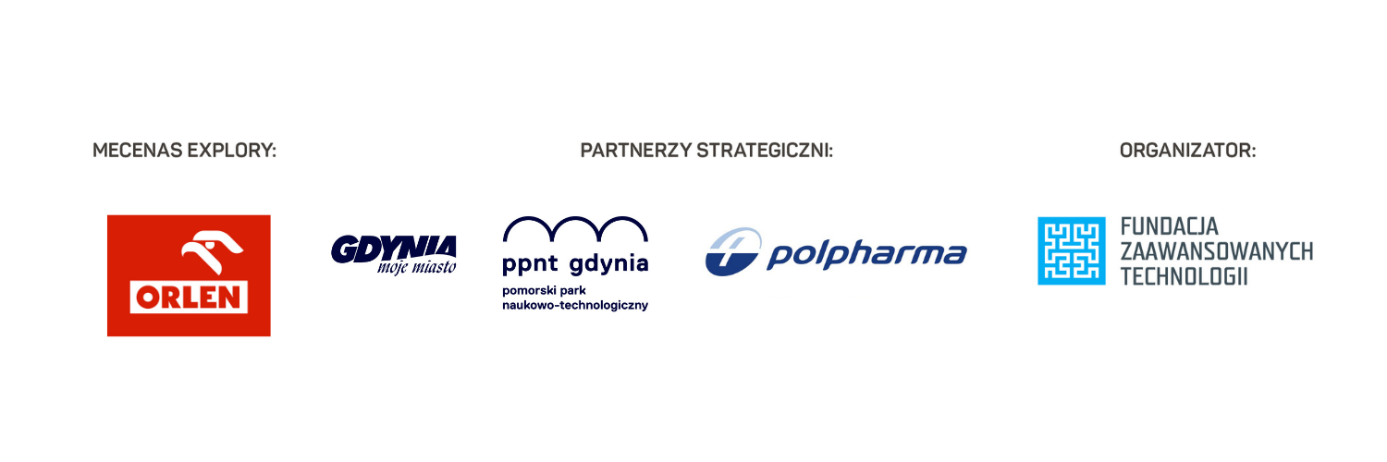 MECENAS EXPLORY:
PARTNERZY STRATEGICZNI:
ORGANIZATOR:
ORLEN
GDYNIA
moje miasto
ppnt gdynia
pomorski park
naukowo-technologiczny
polpharma
FUNDACJA
ZAAWANSOWANYCH
TECHNOLOGII